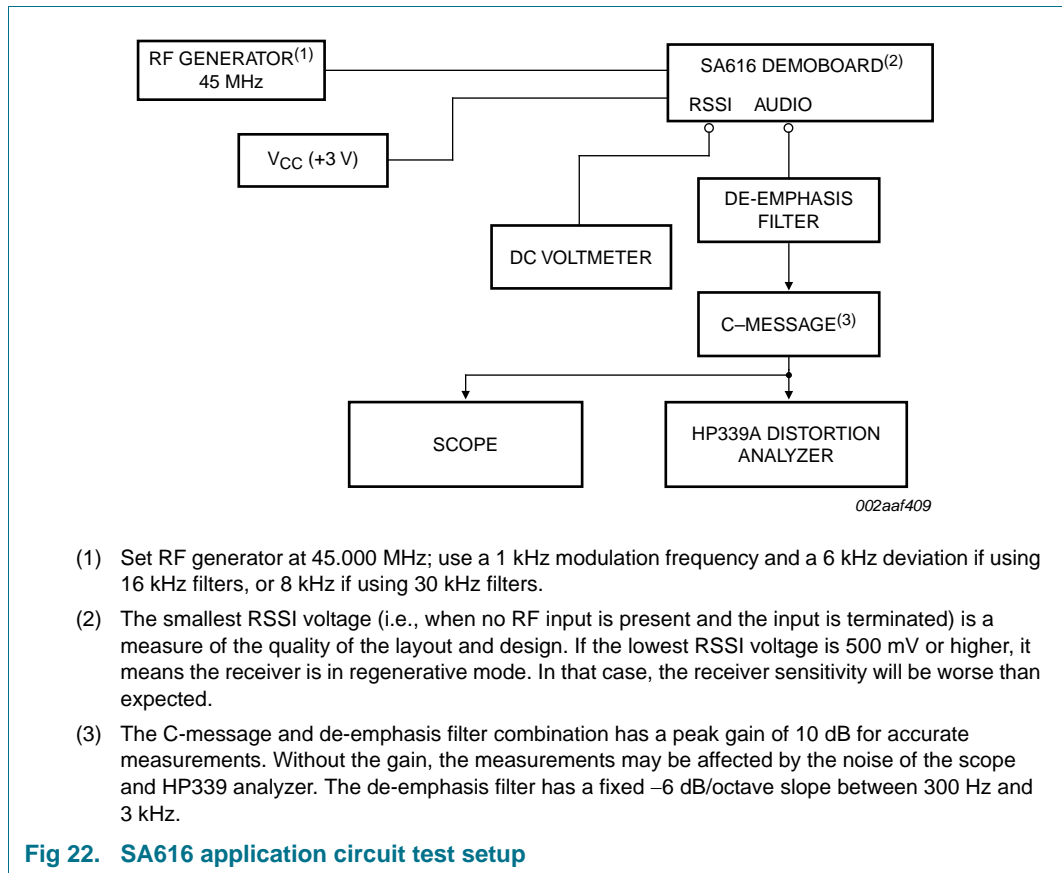 RF GENERATOR(1)
45 MHz
SA616 DEMOBOARD(2)
RSSI AUDIO
VCC (+3 V)
DE-EMPHASIS
FILTER
DC VOLTMETER
C–MESSAGE(3)
SCOPE
HP339A DISTORTION
ANALYZER
002aaf409
(1) Set RF generator at 45.000 MHz; use a 1 kHz modulation frequency and a 6 kHz deviation if using
16 kHz filters, or 8 kHz if using 30 kHz filters.
(2) The smallest RSSI voltage (i.e., when no RF input is present and the input is terminated) is a
measure of the quality of the layout and design. If the lowest RSSI voltage is 500 mV or higher, it
means the receiver is in regenerative mode. In that case, the receiver sensitivity will be worse than
expected.
(3) The C-message and de-emphasis filter combination has a peak gain of 10 dB for accurate
measurements. Without the gain, the measurements may be affected by the noise of the scope
and HP339 analyzer. The de-emphasis filter has a fixed −6 dB/octave slope between 300 Hz and
3 kHz.
Fig 22. SA616 application circuit test setup